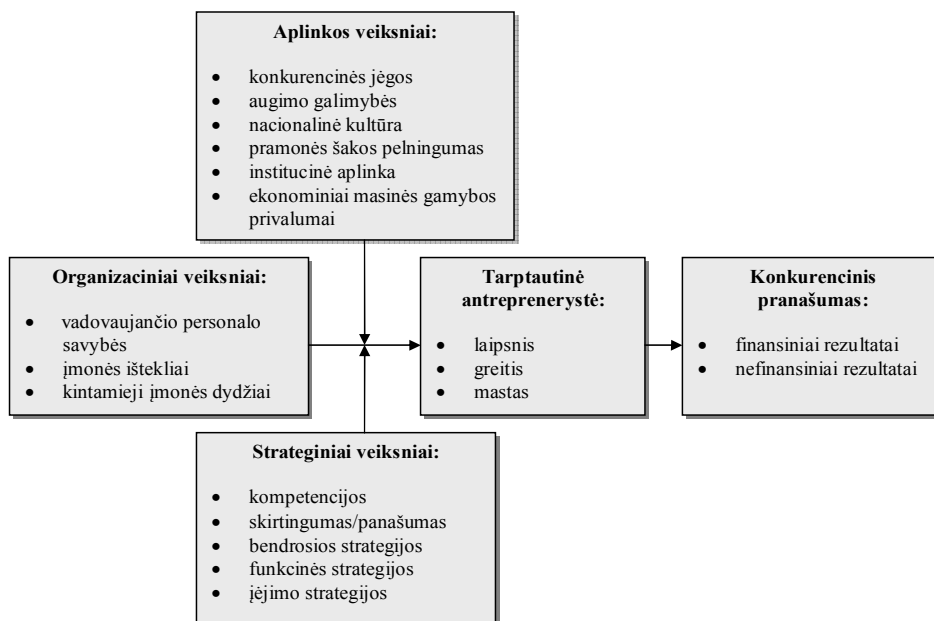 Aplinkos veiksniai:
• konkurencinės jėgos
• augimo galimybės
• nacionalinė kultūra
• pramonės šakos pelningumas
• institucinė aplinka
• ekonominiai masinės gamybos
privalumai
Organizaciniai veiksniai:
• vadovaujančio personalo
savybės
• įmonės ištekliai
• kintamieji įmonės dydžiai
Tarptautinė
antreprenerystė:
• laipsnis
• greitis
• mastas
Konkurencinis
pranašumas:
• finansiniai rezultatai
• nefinansiniai rezultatai
Strateginiai veiksniai:
• kompetencijos
• skirtingumas/panašumas
• bendrosios strategijos
• funkcinės strategijos
• įėjimo strategijos